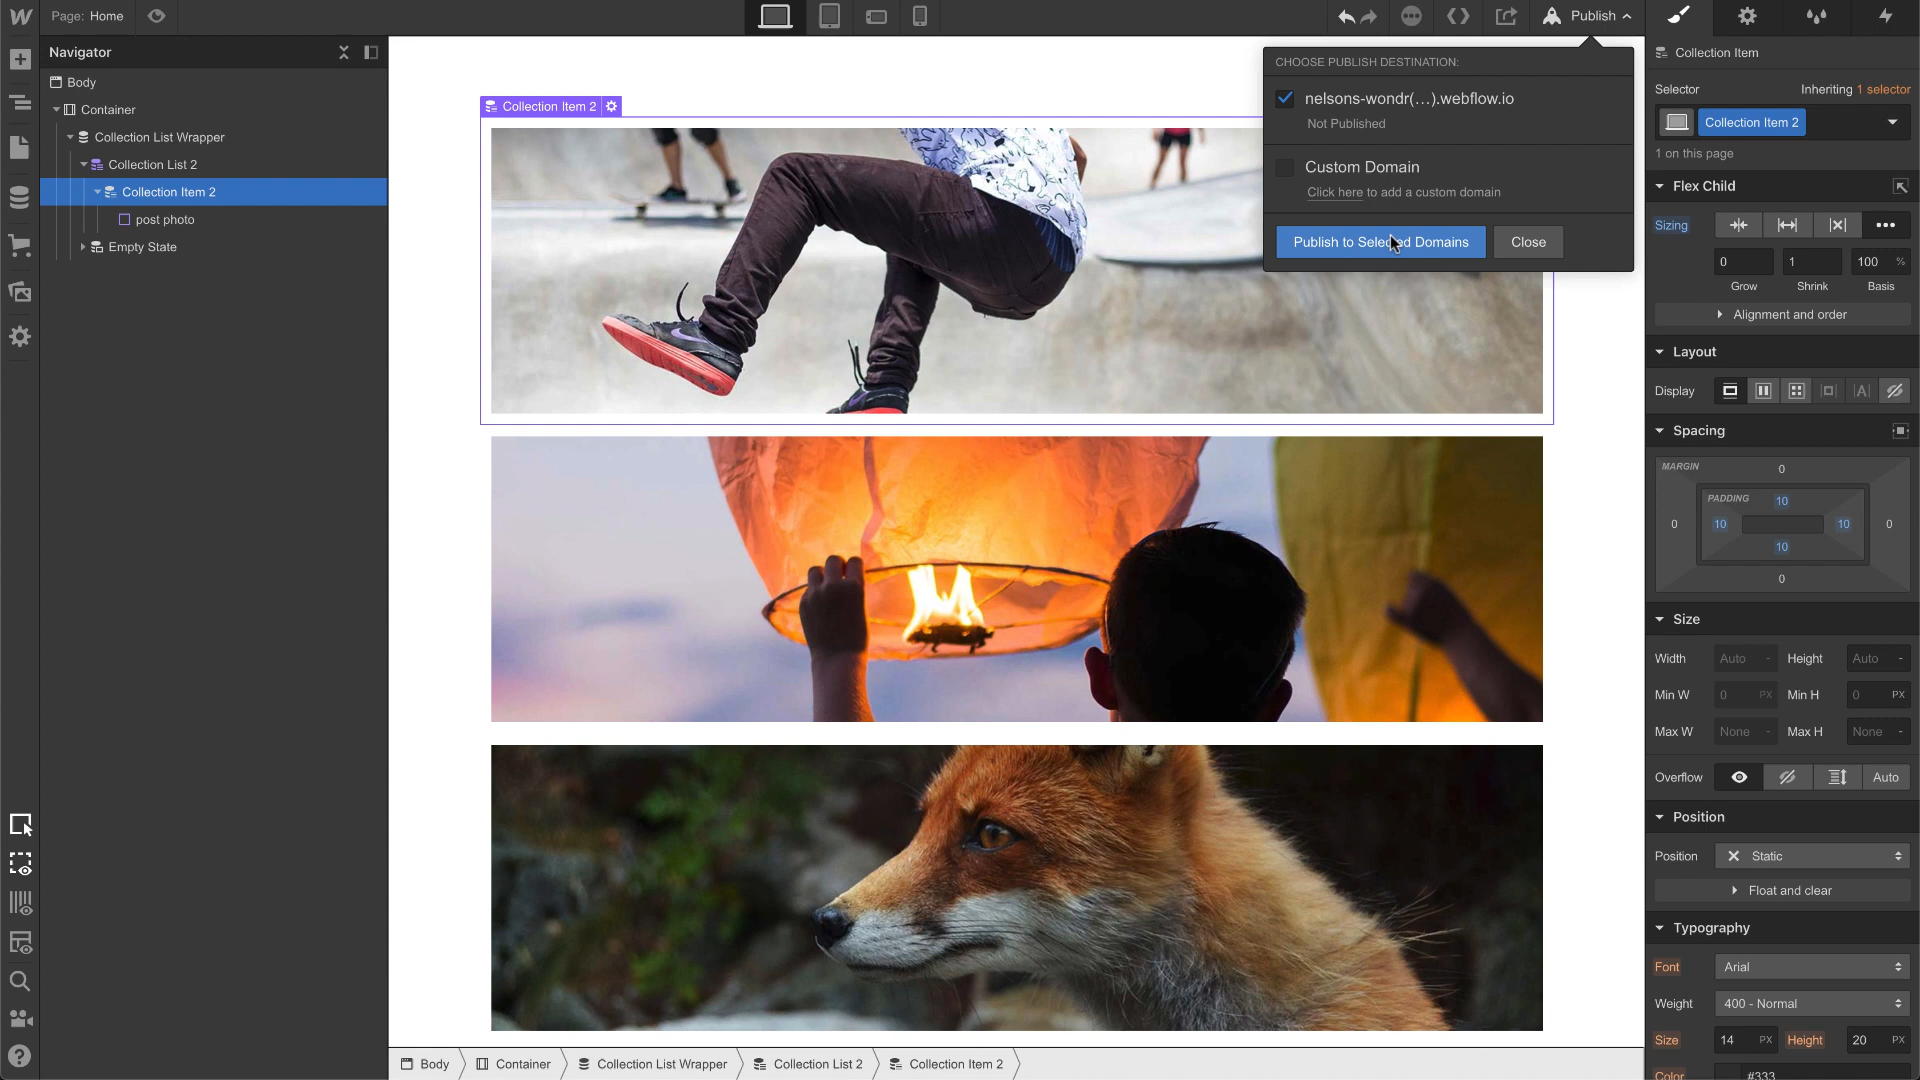 Page: Home
Publish
Navigator
Body
Container
Collection List Wrapper
Collection List 2
Collection Item 2
post photo
Empty State
Collection Item 2
CHOOSE PUBLISH DESTINATION:
nelsons-wondr(...).webflow.io
Not Published
Custom Domain
Click here to add a custom domain
Publish to Selected Domains
Close
Collection Item
Selector
Inheriting 1 selector
Collection Item 2
1 on this page
Flex Child
Sizing
0
1
100 %
Grow
Shrink
Basis
Alignment and order
Layout
Display
Spacing
MARGIN
0
PADDING
10
0
10
10
0
10
0
Size
Width
Auto -
Height
Auto -
Min W
0 PX
Min H
0 PX
Max W
None -
Max H
None -
Overflow
Auto
Position
Position
Static
Float and clear
Typography
Font
Arial
Weight
400 - Normal
Size
14 PX
Height
20 PX
Color
#333
Body
Container
Collection List Wrapper
Collection List 2
Collection Item 2